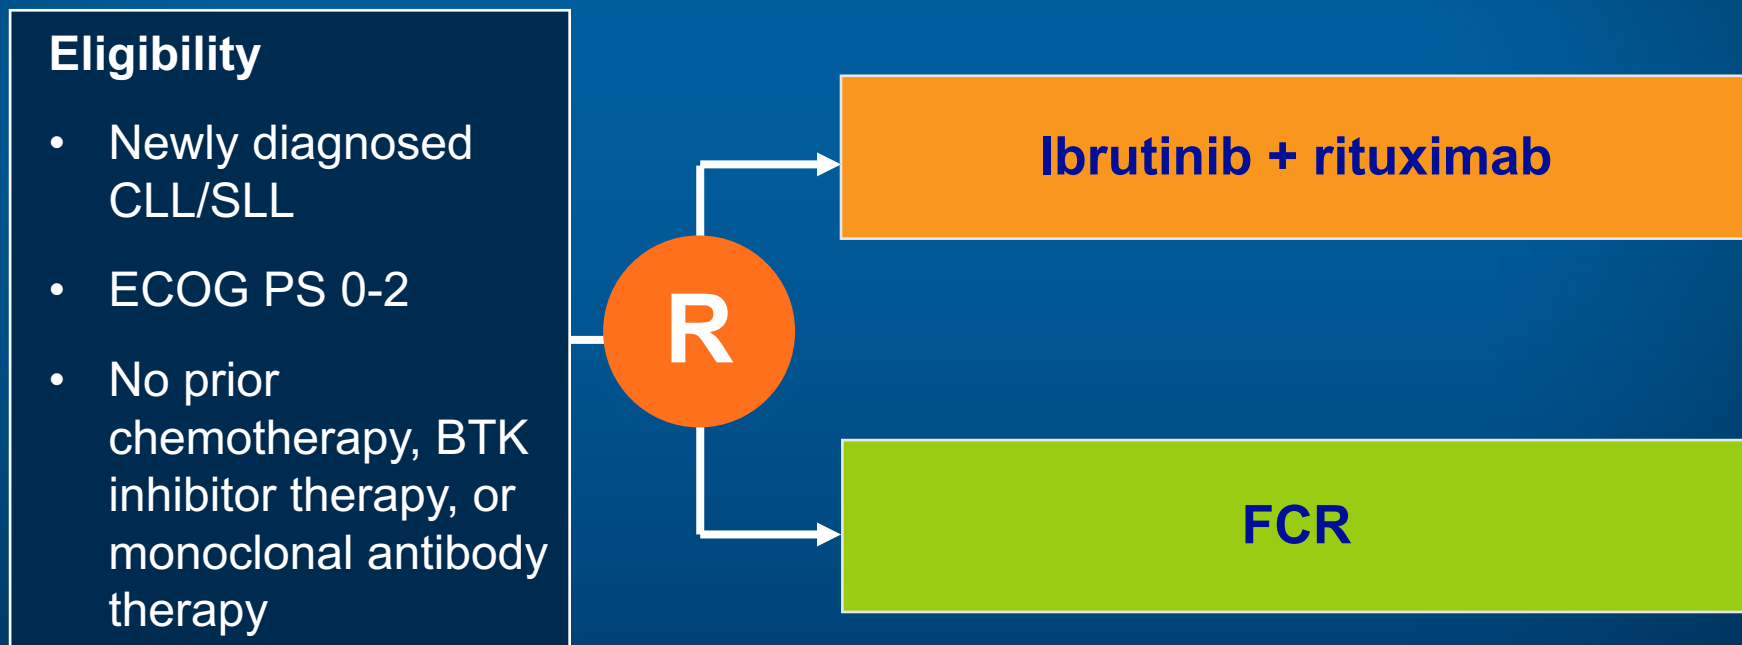 Eligibility
• Newly diagnosed
CLL/SLL
• ECOG PS 0-2
• No prior
chemotherapy, BTK
inhibitor therapy, or
monoclonal antibody
therapy
R
Ibrutinib + rituximab
FCR